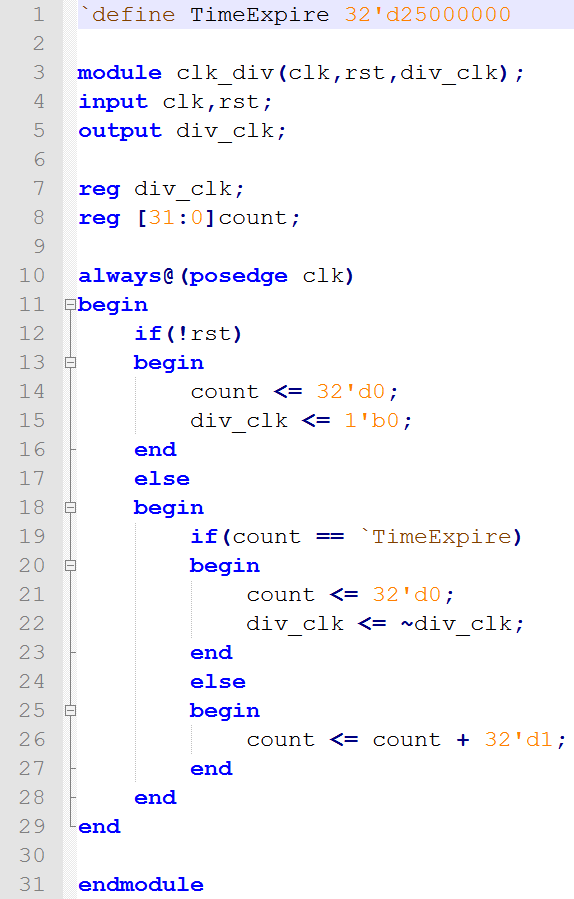 1 `define TimeExpire 32'd25000000
2
3 module clk_div(clk,rst,div_clk);
4 input clk,rst;
5 output div_clk;
6
7 reg div_clk;
8 reg [31:0]count;
9
10 always@(posedge clk)
11 begin
12     if(!rst)
13     begin
14         count <= 32'd0;
15         div_clk <= 1'b0;
16     end
17     else
18     begin
19         if(count == `TimeExpire)
20         begin
21             count <= 32'd0;
22             div_clk <= ~div_clk;
23         end
24         else
25         begin
26             count <= count + 32'd1;
27         end
28     end
29 end
30
31 endmodule